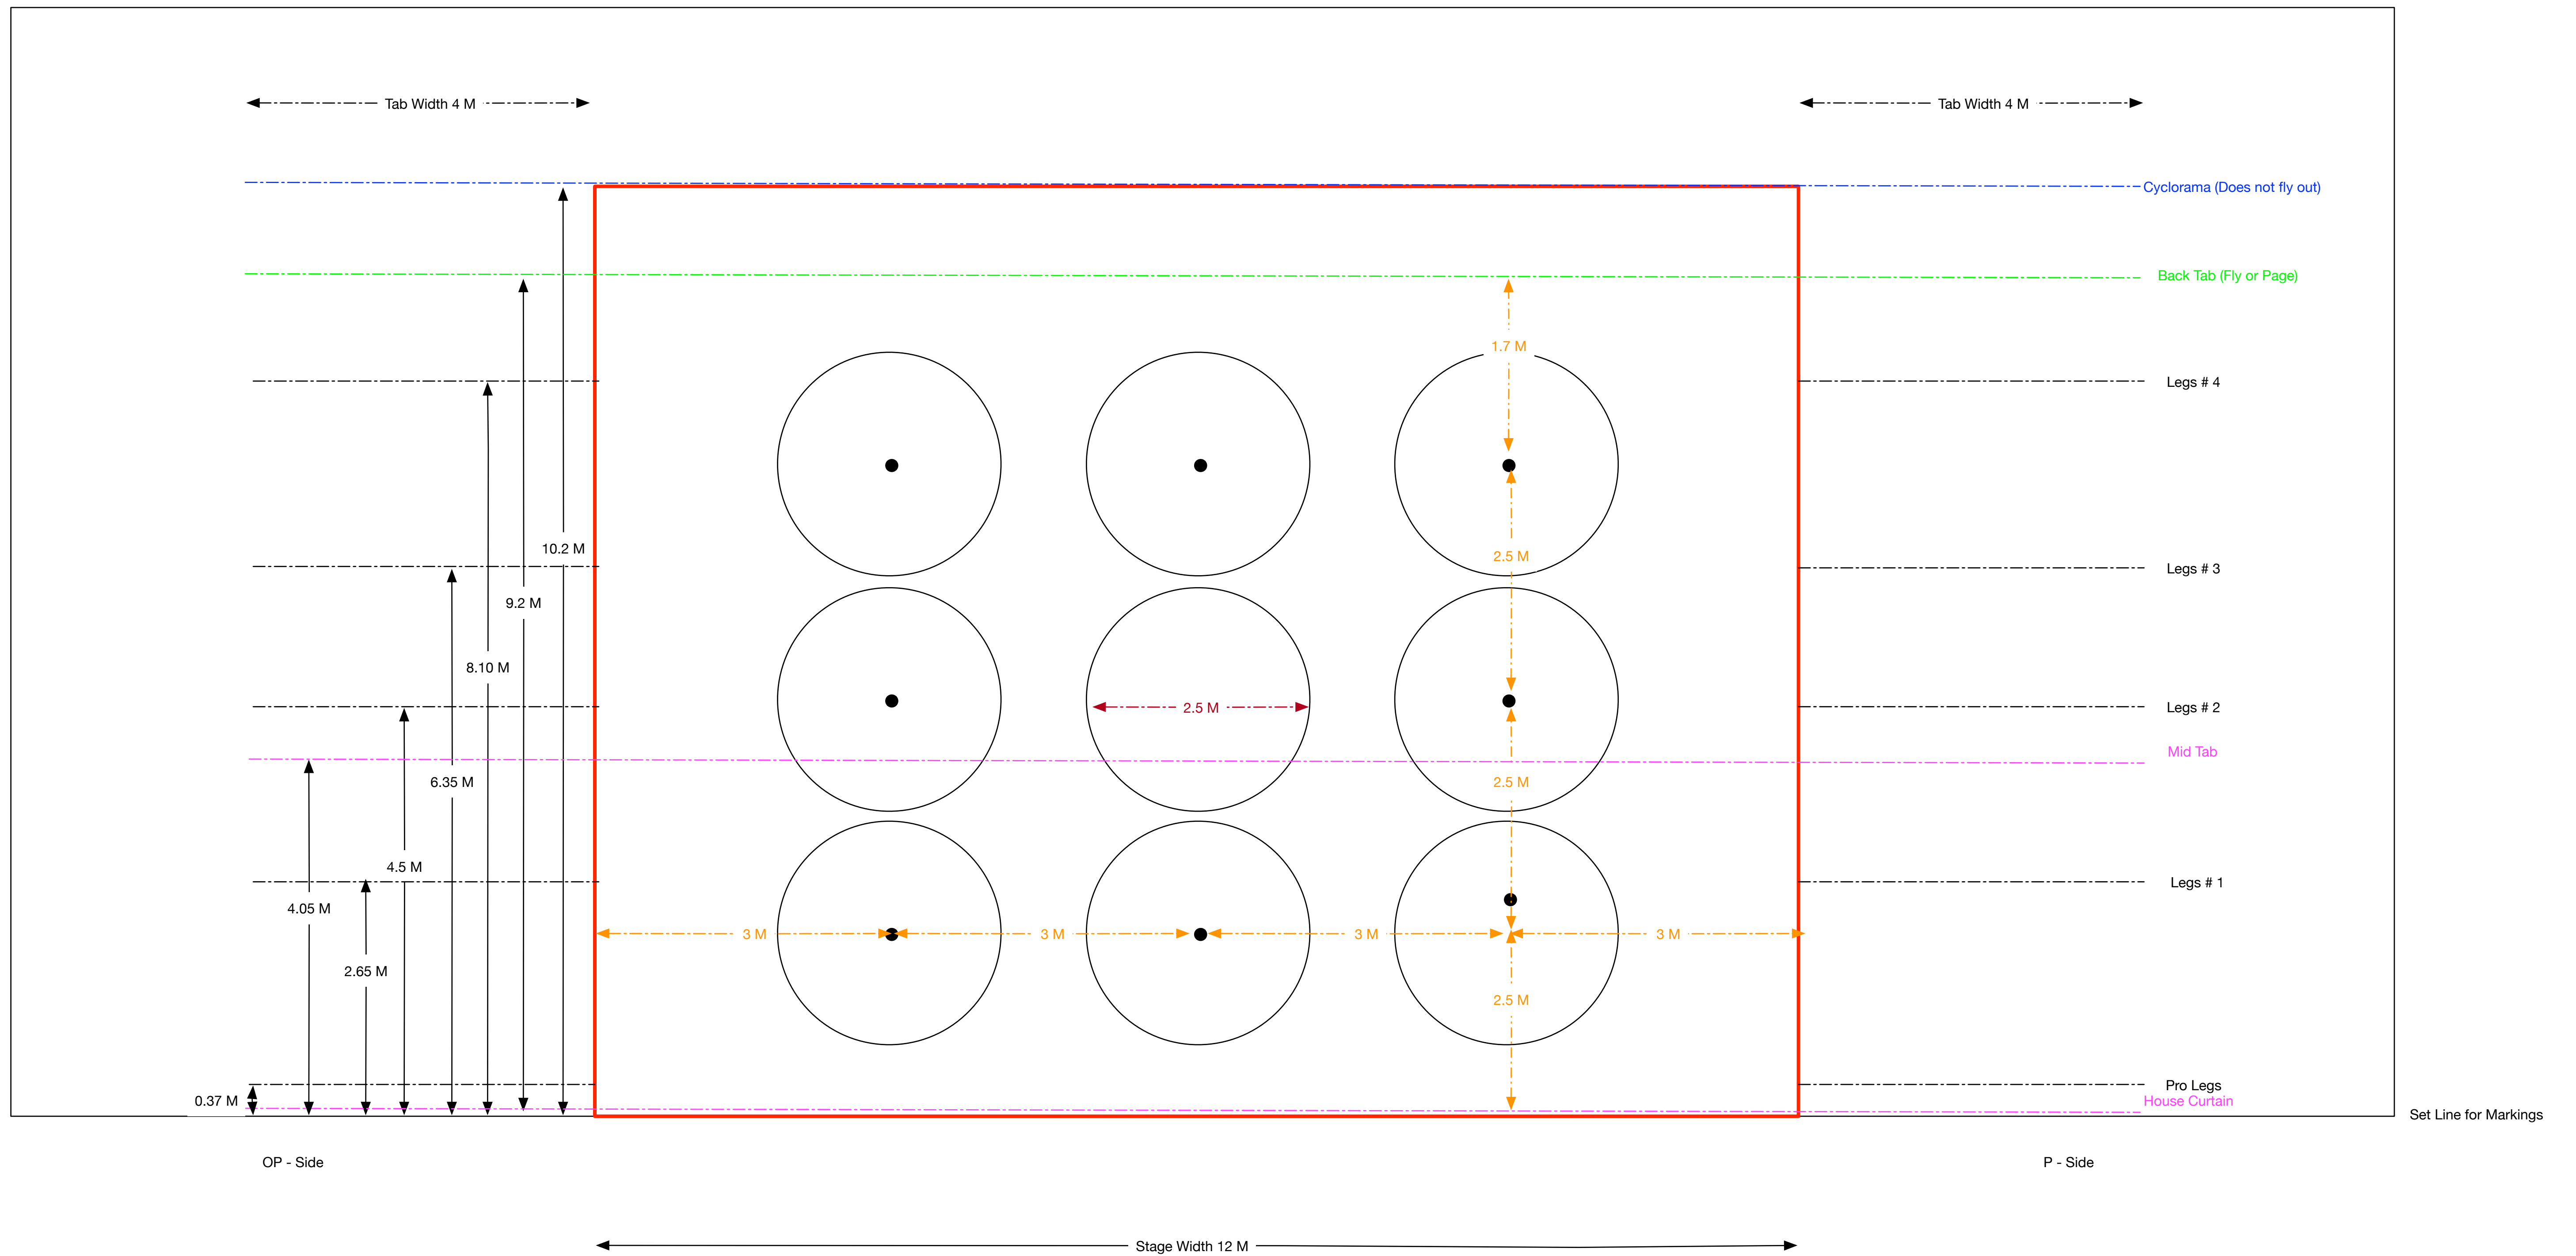 Tab Width 4 M
Tab Width 4 M
Cyclorama (Does not fly out)
Back Tab (Fly or Page)
1.7 M
Legs # 4
10.2 M
2.5 M
Legs # 3
9.2 M
8.10 M
2.5 M
Legs # 2
Mid Tab
6.35 M
2.5 M
4.5 M
Legs # 1
4.05 M
3 M
3 M
3 M
3 M
2.65 M
2.5 M
Pro Legs
0.37 M
House Curtain
Set Line for Markings
OP - Side
P - Side
Stage Width 12 M